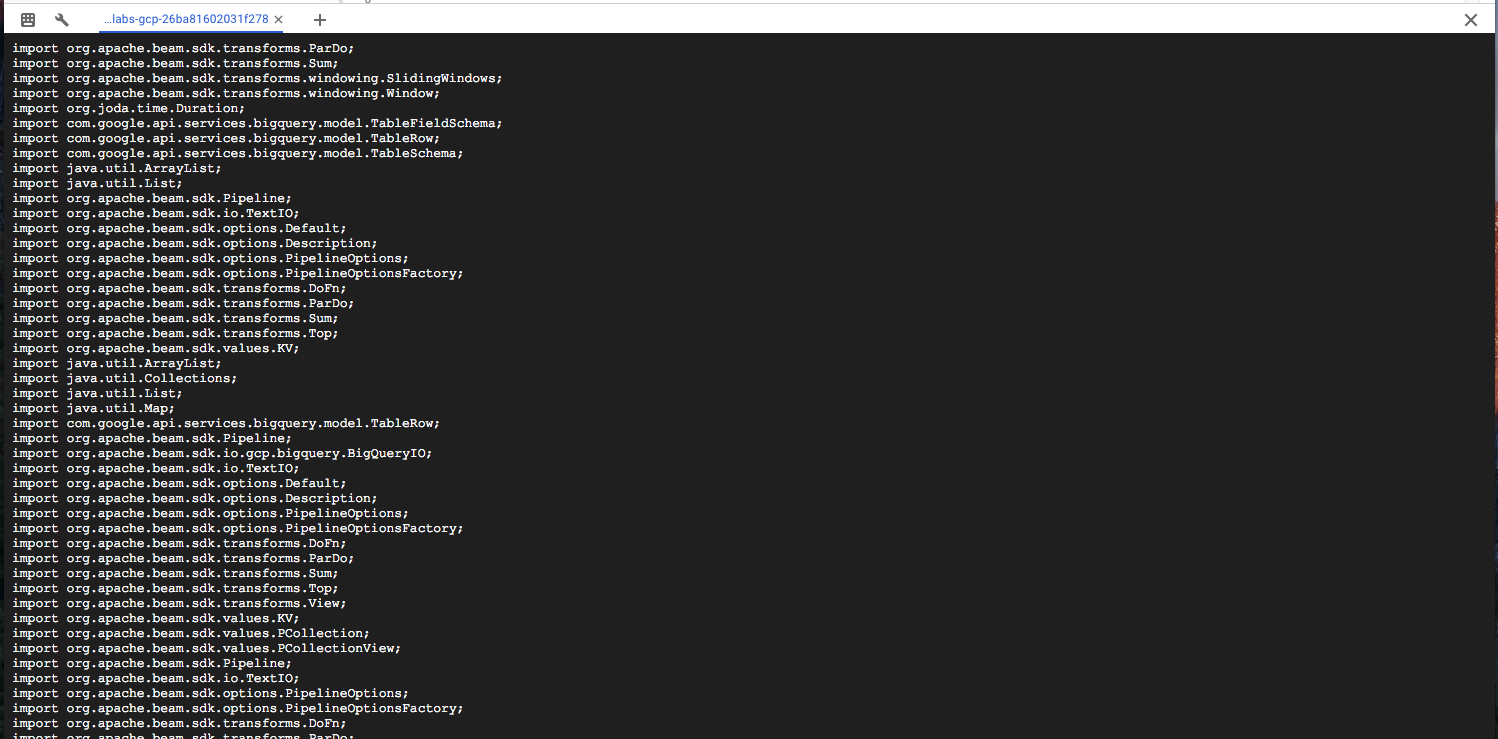 ...labs-gcp-26ba81602031f278
import org.apache.beam.sdk.transforms.ParDo;
import org.apache.beam.sdk.transforms.Sum;
import org.apache.beam.sdk.transforms.windowing.SlidingWindows;
import org.apache.beam.sdk.transforms.windowing.Window;
import org.joda.time.Duration;
import com.google.api.services.bigquery.model.TableFieldSchema;
import com.google.api.services.bigquery.model.TableRow;
import com.google.api.services.bigquery.model.TableSchema;
import java.util.ArrayList;
import java.util.List;
import org.apache.beam.sdk.Pipeline;
import org.apache.beam.sdk.io.TextIO;
import org.apache.beam.sdk.options.Default;
import org.apache.beam.sdk.options.Description;
import org.apache.beam.sdk.options.PipelineOptions;
import org.apache.beam.sdk.options.PipelineOptionsFactory;
import org.apache.beam.sdk.transforms.DoFn;
import org.apache.beam.sdk.transforms.ParDo;
import org.apache.beam.sdk.transforms.Sum;
import org.apache.beam.sdk.transforms.Top;
import org.apache.beam.sdk.values.KV;
import java.util.ArrayList;
import java.util.Collections;
import java.util.List;
import java.util.Map;
import com.google.api.services.bigquery.model.TableRow;
import org.apache.beam.sdk.Pipeline;
import org.apache.beam.sdk.io.gcp.bigquery.BigQueryIO;
import org.apache.beam.sdk.io.TextIO;
import org.apache.beam.sdk.options.Default;
import org.apache.beam.sdk.options.Description;
import org.apache.beam.sdk.options.PipelineOptions;
import org.apache.beam.sdk.options.PipelineOptionsFactory;
import org.apache.beam.sdk.transforms.DoFn;
import org.apache.beam.sdk.transforms.ParDo;
import org.apache.beam.sdk.transforms.Sum;
import org.apache.beam.sdk.transforms.Top;
import org.apache.beam.sdk.transforms.View;
import org.apache.beam.sdk.values.KV;
import org.apache.beam.sdk.values.PCollection;
import org.apache.beam.sdk.values.PCollectionView;
import org.apache.beam.sdk.Pipeline;
import org.apache.beam.sdk.io.TextIO;
import org.apache.beam.sdk.options.PipelineOptions;
import org.apache.beam.sdk.options.PipelineOptionsFactory;
import org.apache.beam.sdk.transforms.DoFn;
import org.apache.beam.sdk.transforms.ParDo;